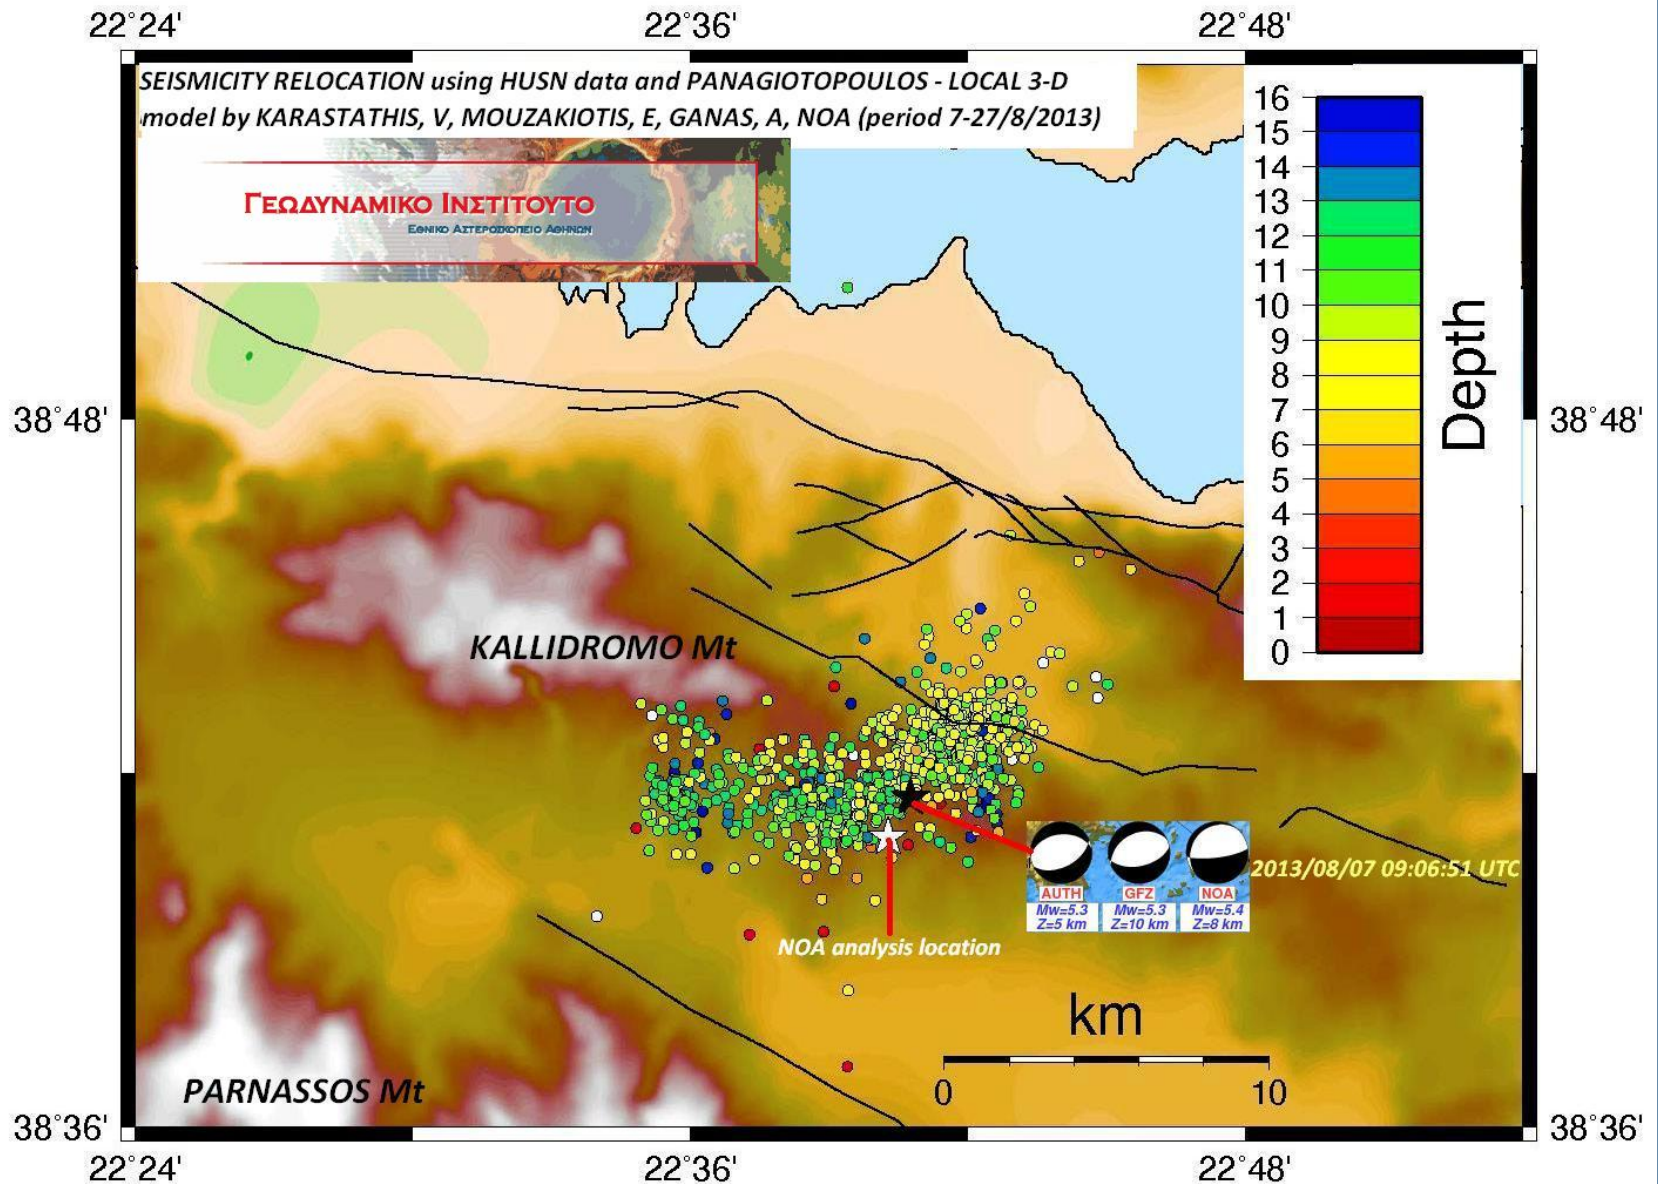 22°24'
22°36'
22°48'
SEISMICITY RELOCATION using HUSN data and PANAGIOTOPOULOS - LOCAL 3-D
model by KARASTATHIS, V, MOUZAKIOTIS, E, GANAS, A, NOA (period 7-27/8/2013)
ΓΕΩΔΥΝΑΜΙΚΟ ΙΝΣΤΙΤΟΥΤΟ
ΕΘΝΙΚΟ ΑΣΤΕΡΟΣΚΟΠΕΙΟ ΑΘΗΝΩΝ
16
15
14
13
12
11
10
9
8
7
6
5
4
3
2
1
0
Depth
38°48'
38°48'
KALLIDROMO Mt
AUTH
Mw=5.3
Z=5 km
GFZ
Mw=5.3
Z=10 km
NOA
Mw=5.4
Z=8 km
2013/08/07 09:06:51 UTC
NOA analysis location
km
0
10
PARNASSOS Mt
38°36'
38°36'
22°24'
22°36'
22°48'